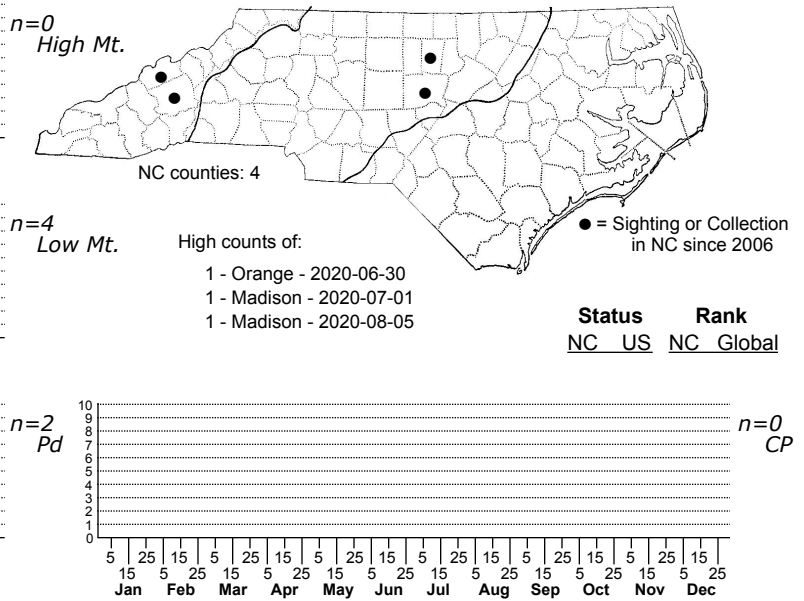 n=0
High Mt.
NC counties: 4
n=4
Low Mt.
High counts of:
1 - Orange - 2020-06-30
1 - Madison - 2020-07-01
1 - Madison - 2020-08-05
● = Sighting or Collection
in NC since 2006
Status Rank
NC US NC Global
n=2
Pd
10
9
8
7
6
5
4
3
2
1
0
n=0
CP
5 25 15 5 25 15 5 25 15 5 25 15 5 25 15 5 25 15
15 5 25 15 5 25 15 5 25 15 5 25 15 5 25 15 5 25
Jan Feb Mar Apr May Jun Jul Aug Sep Oct Nov Dec